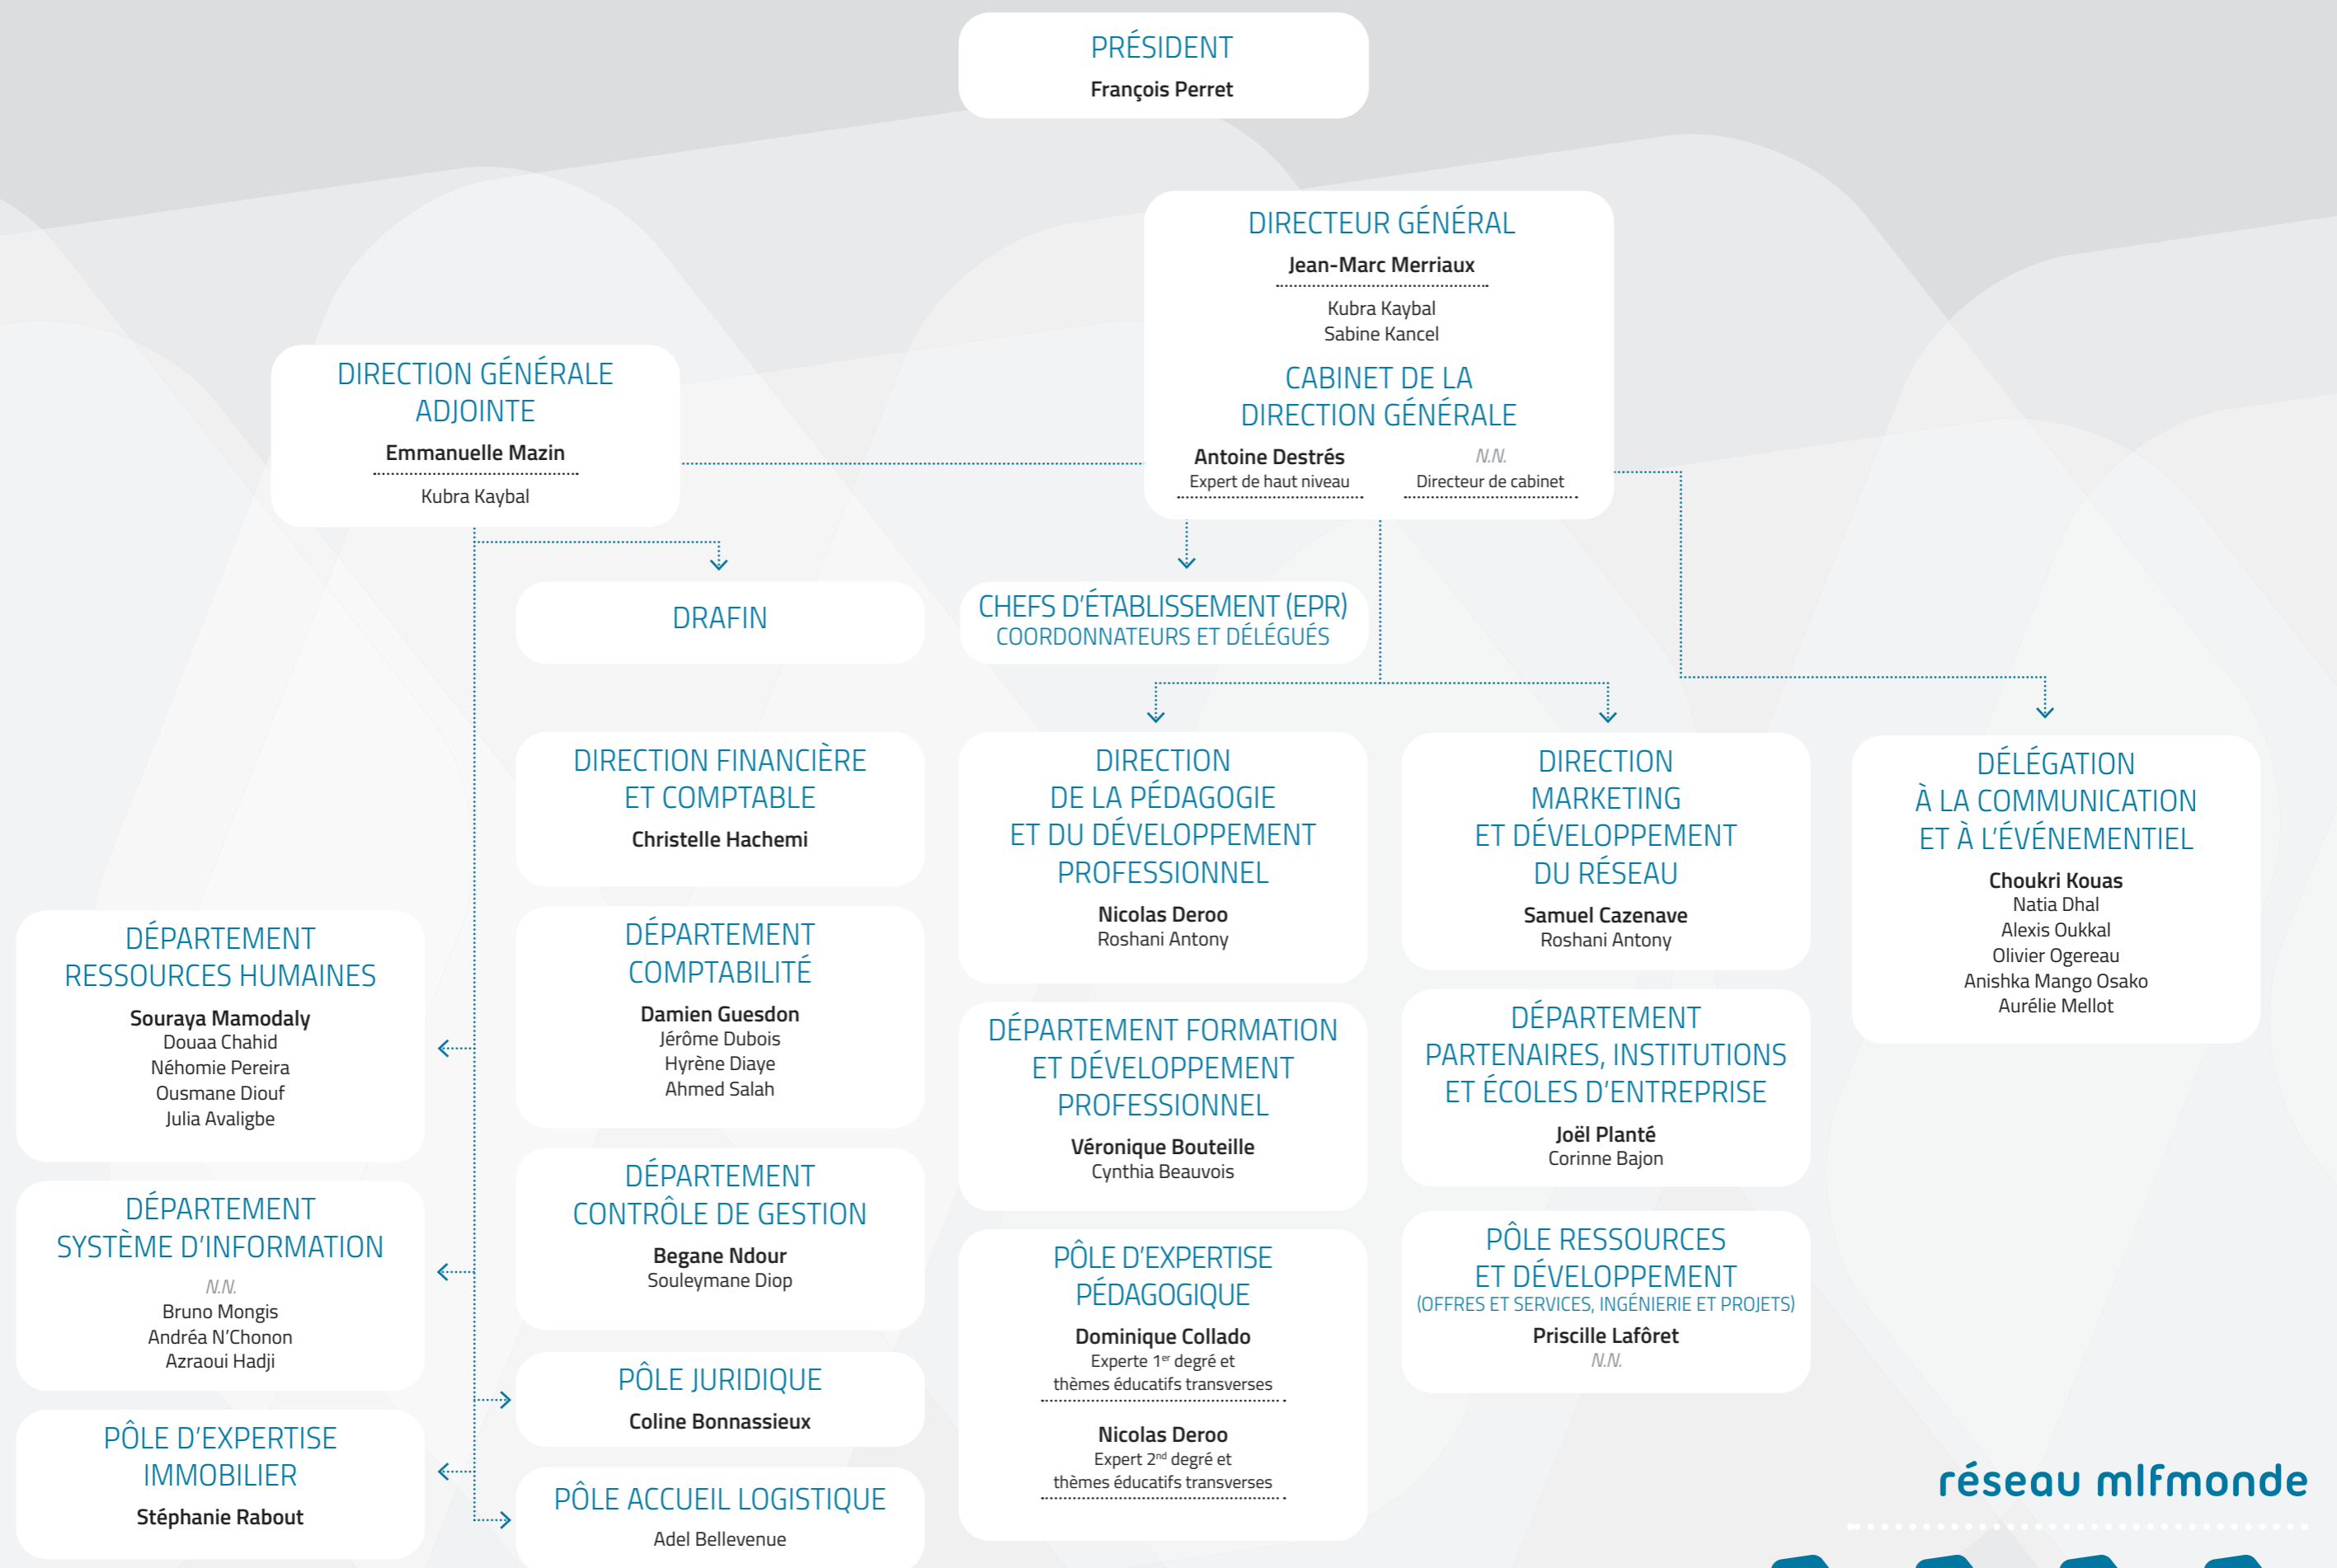 PRÉSIDENT
François Perret
DIRECTEUR GÉNÉRAL
Jean-Marc Merriaux
Kubra Kaybal
Sabine Kancel
CABINET DE LA
DIRECTION GÉNÉRALE
Antoine Destrés
Expert de haut niveau
N.N.
Directeur de cabinet
DIRECTION GÉNÉRALE
ADJOINTE
Emmanuelle Mazin
Kubra Kaybal
DRAFIN
CHEFS D'ÉTABLISSEMENT (EPR)
COORDONNATEURS ET DÉLÉGUÉS
DÉPARTEMENT
RESSOURCES HUMAINES
Souraya Mamodaly
Douaa Chahid
Néhomie Pereira
Ousmane Diouf
Julia Avaligbe
DÉPARTEMENT
SYSTÈME D'INFORMATION
N.N.
Bruno Mongis
Andréa N'Chonon
Azraoui Hadji
PÔLE D'EXPERTISE
IMMOBILIER
Stéphanie Rabout
DIRECTION FINANCIÈRE
ET COMPTABLE
Christelle Hachemi
DÉPARTEMENT
COMPTABILITÉ
Damien Guesdon
Jérôme Dubois
Hyrène Diaye
Ahmed Salah
DÉPARTEMENT
CONTRÔLE DE GESTION
Begane Ndour
Souleymane Diop
PÔLE JURIDIQUE
Coline Bonnassieux
PÔLE ACCUEIL LOGISTIQUE
Adel Bellevenue
DIRECTION
DE LA PÉDAGOGIE
ET DU DÉVELOPPEMENT
PROFESSIONNEL
Nicolas Deroo
Roshani Antony
DÉPARTEMENT FORMATION
ET DÉVELOPPEMENT
PROFESSIONNEL
Véronique Bouteille
Cynthia Beauvois
PÔLE D'EXPERTISE
PÉDAGOGIQUE
Dominique Collado
Experte 1er degré et
thèmes éducatifs transverses
Nicolas Deroo
Expert 2nd degré et
thèmes éducatifs transverses
DIRECTION
MARKETING
ET DÉVELOPPEMENT
DU RÉSEAU
Samuel Cazenave
Roshani Antony
DÉPARTEMENT
PARTENAIRES, INSTITUTIONS
ET ÉCOLES D'ENTREPRISE
Joël Planté
Corinne Bajon
PÔLE RESSOURCES
ET DÉVELOPPEMENT
(OFFRES ET SERVICES, INGÉNIERIE ET PROJETS)
Priscille Lafôret
N.N.
DÉLÉGATION
À LA COMMUNICATION
ET À L'ÉVÉNEMENTIEL
Choukri Kouas
Natia Dhal
Alexis Oukkal
Olivier Ogereau
Anishka Mango Osako
Aurélie Mellot
réseau mlfmonde